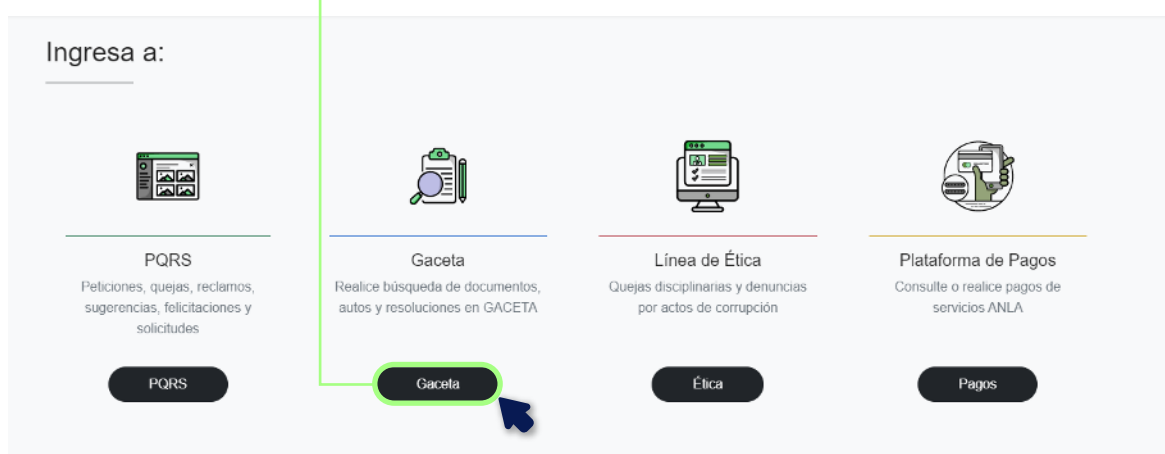 Ingresa a:
PQRS
Peticiones, quejas, reclamos,
sugerencias, felicitaciones y
solicitudes
PQRS
Gaceta
Realice búsqueda de documentos,
autos y resoluciones en GACETA
Gaceta
Línea de Ética
Quejas disciplinarias y denuncias
por actos de corrupción
Ética
Plataforma de Pagos
Consulte o realice pagos de
servicios ANLA
Pagos